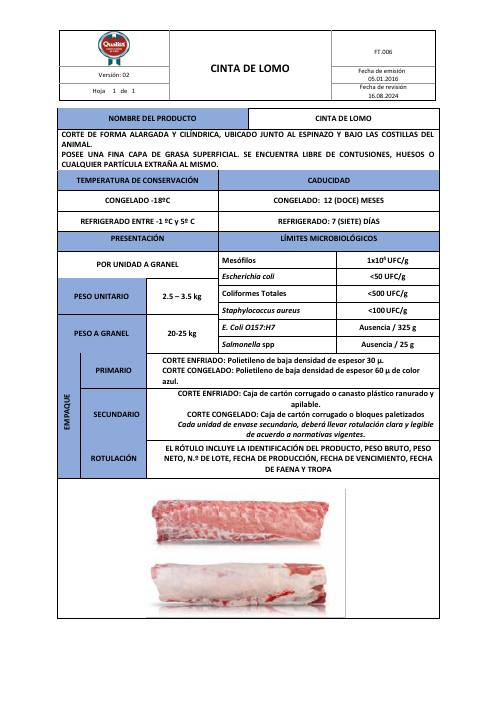 Qualitá
Versión: 02
Hoja 1 de 1
CINTA DE LOMO
FT.006
Fecha de emisión
05.01.2016
Fecha de revisión
16.08.2024
NOMBRE DEL PRODUCTO
CINTA DE LOMO
CORTE DE FORMA ALARGADA Y CILÍNDRICA, UBICADO JUNTO AL ESPINAZO Y BAJO LAS COSTILLAS DEL
ANIMAL.
POSEE UNA FINA CAPA DE GRASA SUPERFICIAL. SE ENCUENTRA LIBRE DE CONTUSIONES, HUESOS O
CUALQUIER PARTÍCULA EXTRAÑA AL MISMO.
TEMPERATURA DE CONSERVACIÓN
CADUCIDAD
CONGELADO -18ºC
CONGELADO: 12 (DOCE) MESES
REFRIGERADO ENTRE -1 ºC y 5º C
REFRIGERADO: 7 (SIETE) DÍAS
PRESENTACIÓN
LÍMITES MICROBIOLÓGICOS
POR UNIDAD A GRANEL
Mesófilos
1x10⁶ UFC/g
Escherichia coli
<50 UFC/g
PESO UNITARIO
2.5 – 3.5 kg
Coliformes Totales
<500 UFC/g
Staphylococcus aureus
<100 UFC/g
PESO A GRANEL
20-25 kg
E. Coli O157:H7
Ausencia / 325 g
Salmonella spp
Ausencia / 25 g
EMPAQUE
PRIMARIO
CORTE ENFRIADO: Polietileno de baja densidad de espesor 30 µ.
CORTE CONGELADO: Polietileno de baja densidad de espesor 60 µ de color
azul.
SECUNDARIO
CORTE ENFRIADO: Caja de cartón corrugado o canasto plástico ranurado y
apilable.
CORTE CONGELADO: Caja de cartón corrugado o bloques paletizados
Cada unidad de envase secundario, deberá llevar rotulación clara y legible
de acuerdo a normativas vigentes.
ROTULACIÓN
EL RÓTULO INCLUYE LA IDENTIFICACIÓN DEL PRODUCTO, PESO BRUTO, PESO
NETO, N.º DE LOTE, FECHA DE PRODUCCIÓN, FECHA DE VENCIMIENTO, FECHA
DE FAENA Y TROPA